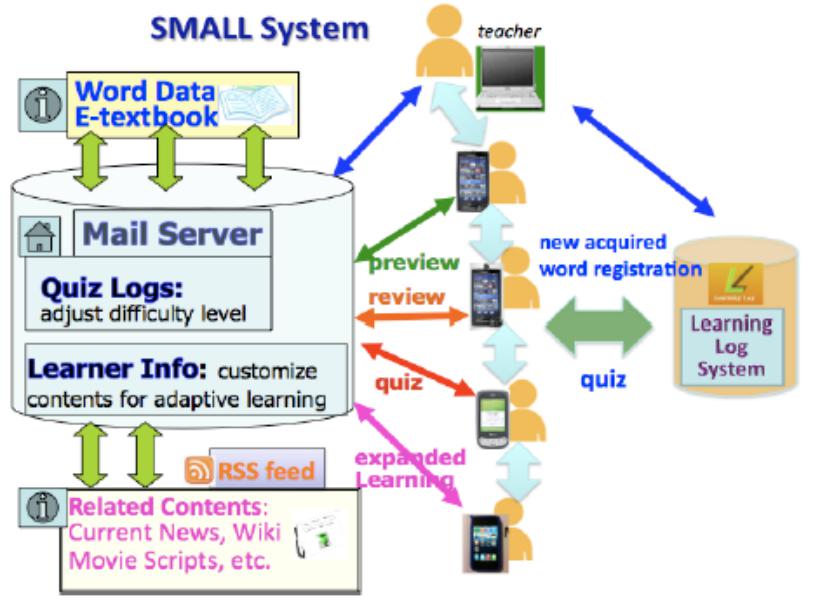 SMALL System
teacher
Word Data
E-textbook
Mail Server
Quiz Logs:
adjust difficulty level
Learner Info: customize
contents for adaptive learning
preview
review
quiz
expanded
Learning
new acquired
word registration
quiz
Learning
Log
System
RSS feed
Related Contents:
Current News, Wiki
Movie Scripts, etc.